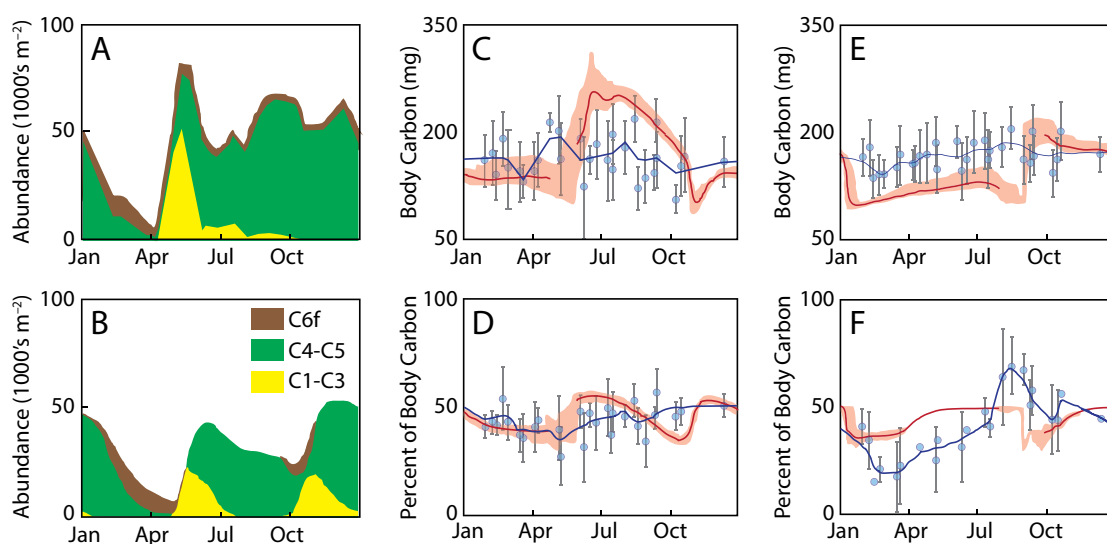 A
Abundance (1000's m⁻²)
100
50
0
Jan Apr Jul Oct
C
Body Carbon (mg)
350
200
50
Jan Apr Jul Oct
E
Body Carbon (mg)
350
200
50
Jan Apr Jul Oct
B
Abundance (1000's m⁻²)
100
50
0
C6f
C4-C5
C1-C3
Jan Apr Jul Oct
D
Percent of Body Carbon
100
50
0
Jan Apr Jul Oct
F
Percent of Body Carbon
100
50
0
Jan Apr Jul Oct